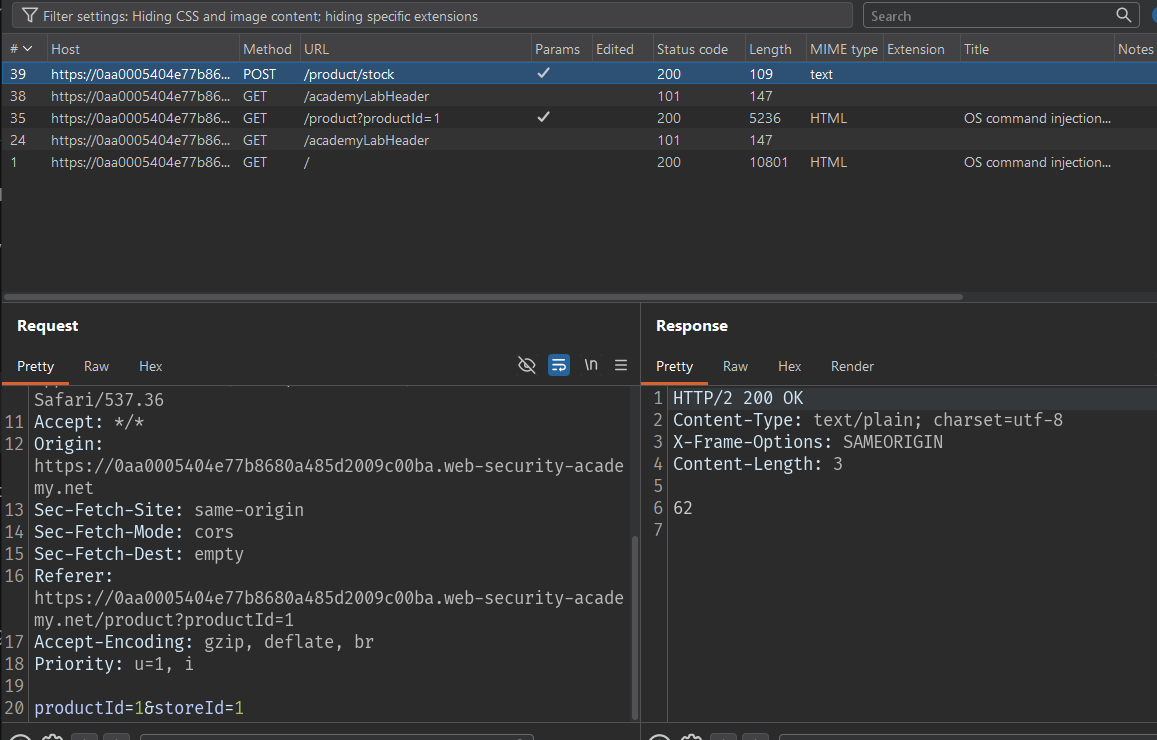 Filter settings: Hiding CSS and image content; hiding specific extensions
Search
# Host Method URL Params Edited Status code Length MIME type Extension Title Notes
39 https://0aa0005404e77b86... POST /product/stock ✓ 200 109 text
38 https://0aa0005404e77b86... GET /academyLabHeader 101 147
35 https://0aa0005404e77b86... GET /product?productId=1 ✓ 200 5236 HTML OS command injection...
24 https://0aa0005404e77b86... GET /academyLabHeader 101 147
1 https://0aa0005404e77b86... GET / 200 10801 HTML OS command injection...
Request
Pretty Raw Hex \n
Safari/537.36
11 Accept: */*
12 Origin:
https://0aa0005404e77b8680a485d2009c00ba.web-security-acade
my.net
13 Sec-Fetch-Site: same-origin
14 Sec-Fetch-Mode: cors
15 Sec-Fetch-Dest: empty
16 Referer:
https://0aa0005404e77b8680a485d2009c00ba.web-security-acade
my.net/product?productId=1
17 Accept-Encoding: gzip, deflate, br
18 Priority: u=1, i
19
20 productId=1&storeId=1
Response
Pretty Raw Hex Render
1 HTTP/2 200 OK
2 Content-Type: text/plain; charset=utf-8
3 X-Frame-Options: SAMEORIGIN
4 Content-Length: 3
5
6 62
7